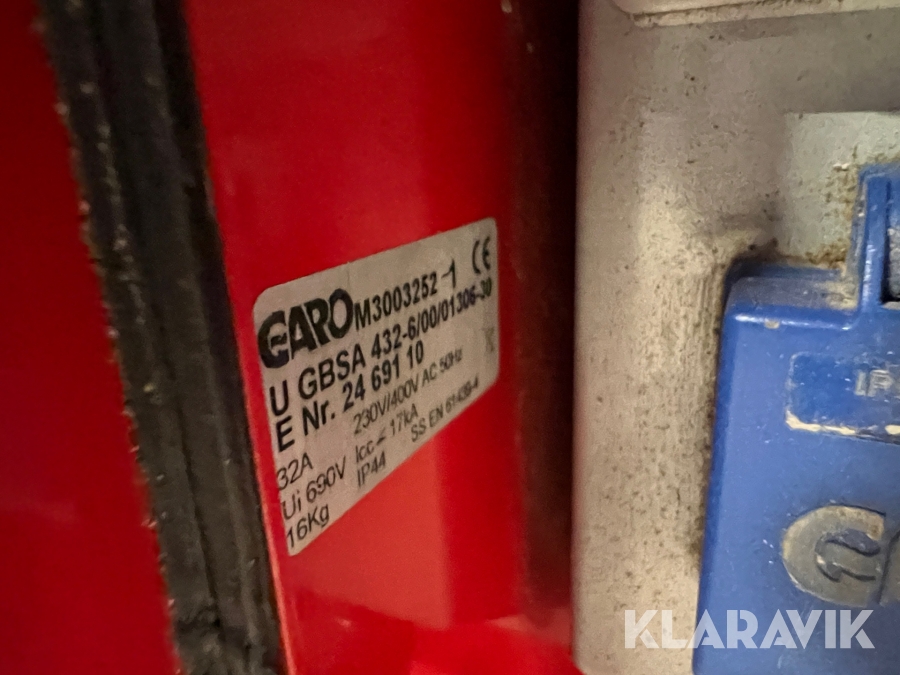 GARO M3003252-1 CE
U GBSA 432-6/00/01306-30
E Nr. 24 691 10
32A 230V/400V AC 50Hz
Ui 690V Icc = 17kA
16Kg IP44 SS EN 61439-4
IP
KLARAVIK